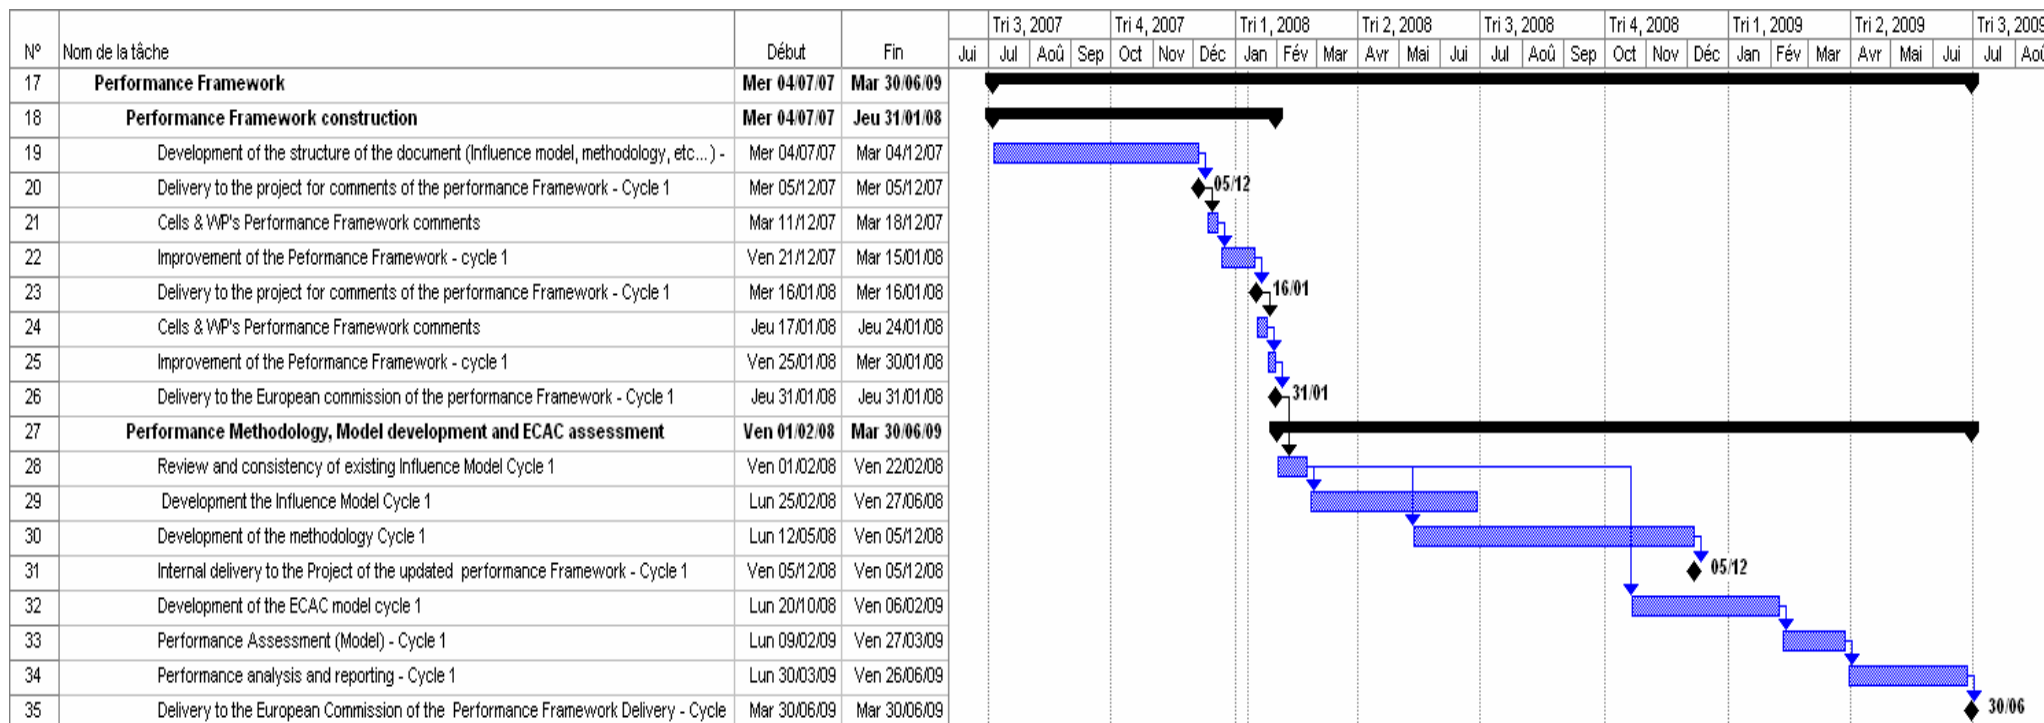 Tri 3, 2007 Tri 4, 2007 Tri 1, 2008 Tri 2, 2008 Tri 3, 2008 Tri 4, 2008 Tri 1, 2009 Tri 2, 2009 Tri 3, 2009
N° Nom de la tâche Début Fin Jui Jul Aoû Sep Oct Nov Déc Jan Fév Mar Avr Mai Jui Jul Aoû Sep Oct Nov Déc Jan Fév Mar Avr Mai Jui Jul Aoû
17 Performance Framework Mer 04/07/07 Mar 30/06/09
18 Performance Framework construction Mer 04/07/07 Jeu 31/01/08
19 Development of the structure of the document (Influence model, methodology, etc...) - Mer 04/07/07 Mar 04/12/07
20 Delivery to the project for comments of the performance Framework - Cycle 1 Mer 05/12/07 Mer 05/12/07 05/12
21 Cells & WP's Performance Framework comments Mar 11/12/07 Mar 18/12/07
22 Improvement of the Peformance Framework - cycle 1 Ven 21/12/07 Mar 15/01/08
23 Delivery to the project for comments of the performance Framework - Cycle 1 Mer 16/01/08 Mer 16/01/08 16/01
24 Cells & WP's Performance Framework comments Jeu 17/01/08 Jeu 24/01/08
25 Improvement of the Peformance Framework - cycle 1 Ven 25/01/08 Mer 30/01/08
26 Delivery to the European commission of the performance Framework - Cycle 1 Jeu 31/01/08 Jeu 31/01/08 31/01
27 Performance Methodology, Model development and ECAC assessment Ven 01/02/08 Mar 30/06/09
28 Review and consistency of existing Influence Model Cycle 1 Ven 01/02/08 Ven 22/02/08
29 Development the Influence Model Cycle 1 Lun 25/02/08 Ven 27/06/08
30 Development of the methodology Cycle 1 Lun 12/05/08 Ven 05/12/08
31 Internal delivery to the Project of the updated performance Framework - Cycle 1 Ven 05/12/08 Ven 05/12/08 05/12
32 Development of the ECAC model cycle 1 Lun 20/10/08 Ven 06/02/09
33 Performance Assessment (Model) - Cycle 1 Lun 09/02/09 Ven 27/03/09
34 Performance analysis and reporting - Cycle 1 Lun 30/03/09 Ven 26/06/09
35 Delivery to the European Commission of the Performance Framework Delivery - Cycle Mar 30/06/09 Mar 30/06/09 30/06